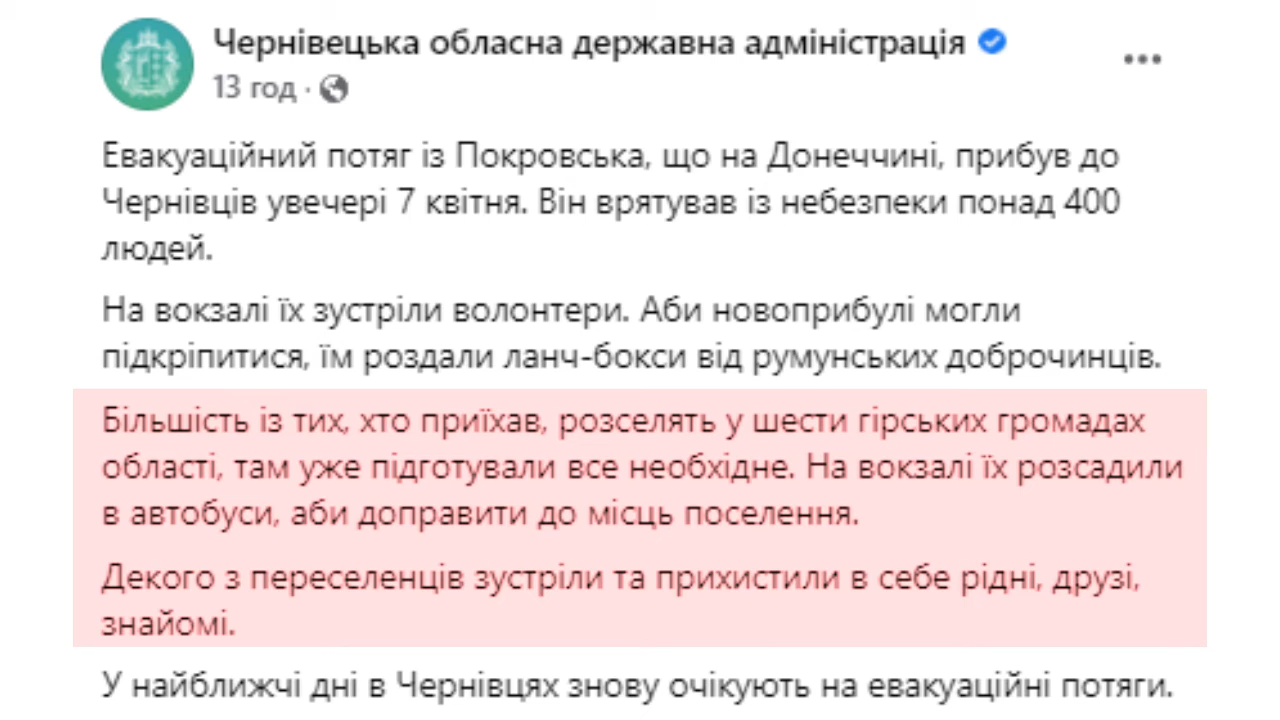 Чернівецька обласна державна адміністрація
13 год ·
Евакуаційний потяг із Покровська, що на Донеччині, прибув до
Чернівців увечері 7 квітня. Він врятував із небезпеки понад 400
людей.
На вокзалі їх зустріли волонтери. Аби новоприбулі могли
підкріпитися, їм роздали ланч-бокси від румунських доброчинців.
Більшість із тих, хто приїхав, розселять у шести гірських громадах
області, там уже підготували все необхідне. На вокзалі їх розсадили
в автобуси, аби доправити до місць поселення.
Декого з переселенців зустріли та прихистили в себе рідні, друзі,
знайомі.
У найближчі дні в Чернівцях знову очікують на евакуаційні потяги.